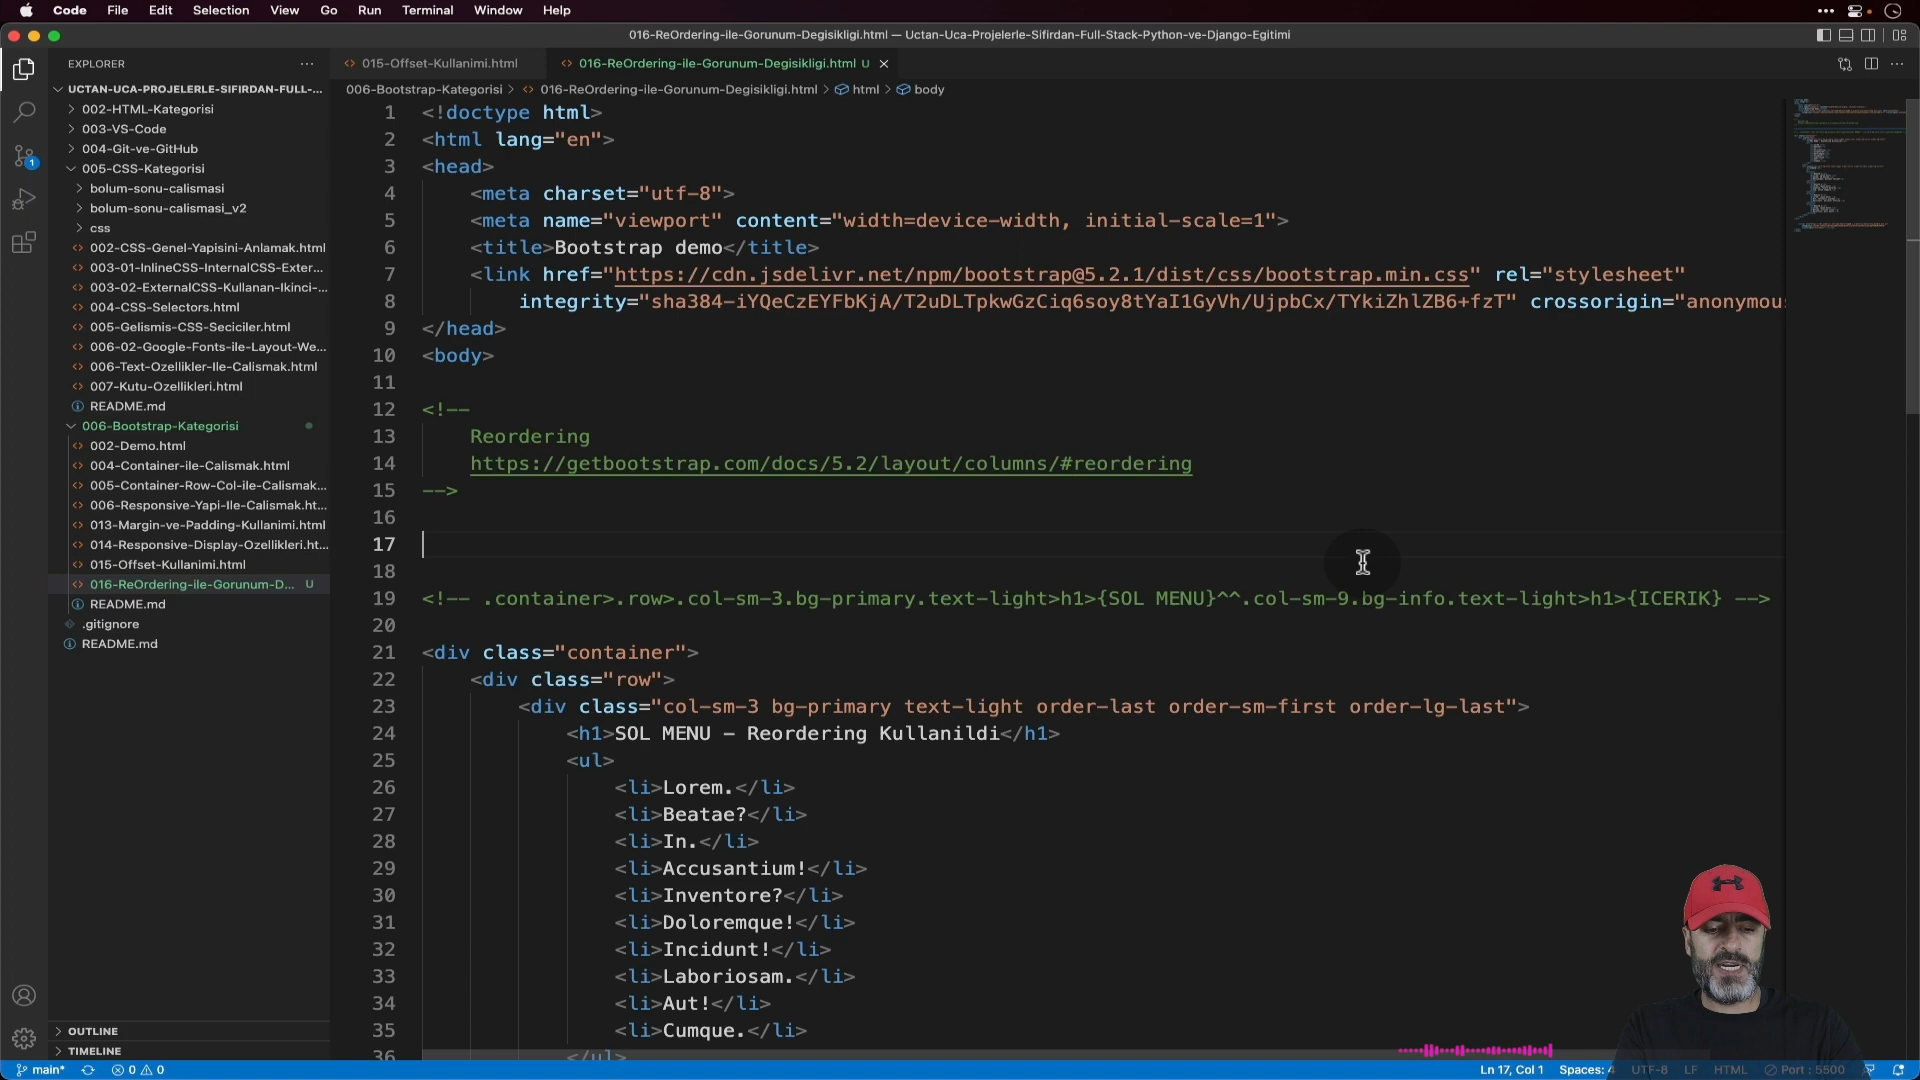 Code File Edit Selection View Go Run Terminal Window Help
016-ReOrdering-ile-Gorunum-Degisikligi.html — Uctan-Uca-Projelerle-Sifirdan-Full-Stack-Python-ve-Django-Egitimi
EXPLORER
UCTAN-UCA-PROJELERLE-SIFIRDAN-FULL-...
002-HTML-Kategorisi
003-VS-Code
004-Git-ve-GitHub
005-CSS-Kategorisi
bolum-sonu-calismasi
bolum-sonu-calismasi_v2
css
002-CSS-Genel-Yapisini-Anlamak.html
003-01-InlineCSS-InternalCSS-Exter...
003-02-ExternalCSS-Kullanan-Ikinci-...
004-CSS-Selectors.html
005-Gelismis-CSS-Seciciler.html
006-02-Google-Fonts-ile-Layout-We...
006-Text-Ozellikler-Ile-Calismak.html
007-Kutu-Ozellikleri.html
README.md
006-Bootstrap-Kategorisi
002-Demo.html
004-Container-ile-Calismak.html
005-Container-Row-Col-ile-Calismak...
006-Responsive-Yapi-Ile-Calismak.ht...
013-Margin-ve-Padding-Kullanimi.html
014-Responsive-Display-Ozellikleri.ht...
015-Offset-Kullanimi.html
016-ReOrdering-ile-Gorunum-D... U
README.md
.gitignore
README.md
OUTLINE
TIMELINE
1
015-Offset-Kullanimi.html 016-ReOrdering-ile-Gorunum-Degisikligi.html U
006-Bootstrap-Kategorisi > 016-ReOrdering-ile-Gorunum-Degisikligi.html > html > body
1 <!doctype html>
2 <html lang="en">
3 <head>
4 <meta charset="utf-8">
5 <meta name="viewport" content="width=device-width, initial-scale=1">
6 <title>Bootstrap demo</title>
7 <link href="https://cdn.jsdelivr.net/npm/bootstrap@5.2.1/dist/css/bootstrap.min.css" rel="stylesheet"
8 integrity="sha384-iYQeCzEYFbKjA/T2uDLTpkwGzCiq6soy8tYaI1GyVh/UjpbCx/TYkiZhlZB6+fzT" crossorigin="anonymou
9 </head>
10 <body>
11
12 <!--
13 Reordering
14 https://getbootstrap.com/docs/5.2/layout/columns/#reordering
15 -->
16
17
18
19 <!-- .container>.row>.col-sm-3.bg-primary.text-light>h1>{SOL MENU}^^.col-sm-9.bg-info.text-light>h1>{ICERIK} -->
20
21 <div class="container">
22 <div class="row">
23 <div class="col-sm-3 bg-primary text-light order-last order-sm-first order-lg-last">
24 <h1>SOL MENU - Reordering Kullanildi</h1>
25 <ul>
26 <li>Lorem.</li>
27 <li>Beatae?</li>
28 <li>In.</li>
29 <li>Accusantium!</li>
30 <li>Inventore?</li>
31 <li>Doloremque!</li>
32 <li>Incidunt!</li>
33 <li>Laboriosam.</li>
34 <li>Aut!</li>
35 <li>Cumque.</li>
36 </ul>
main* 0 0 Ln 17, Col 1 Spaces: 4 UTF-8 LF HTML Port : 5500